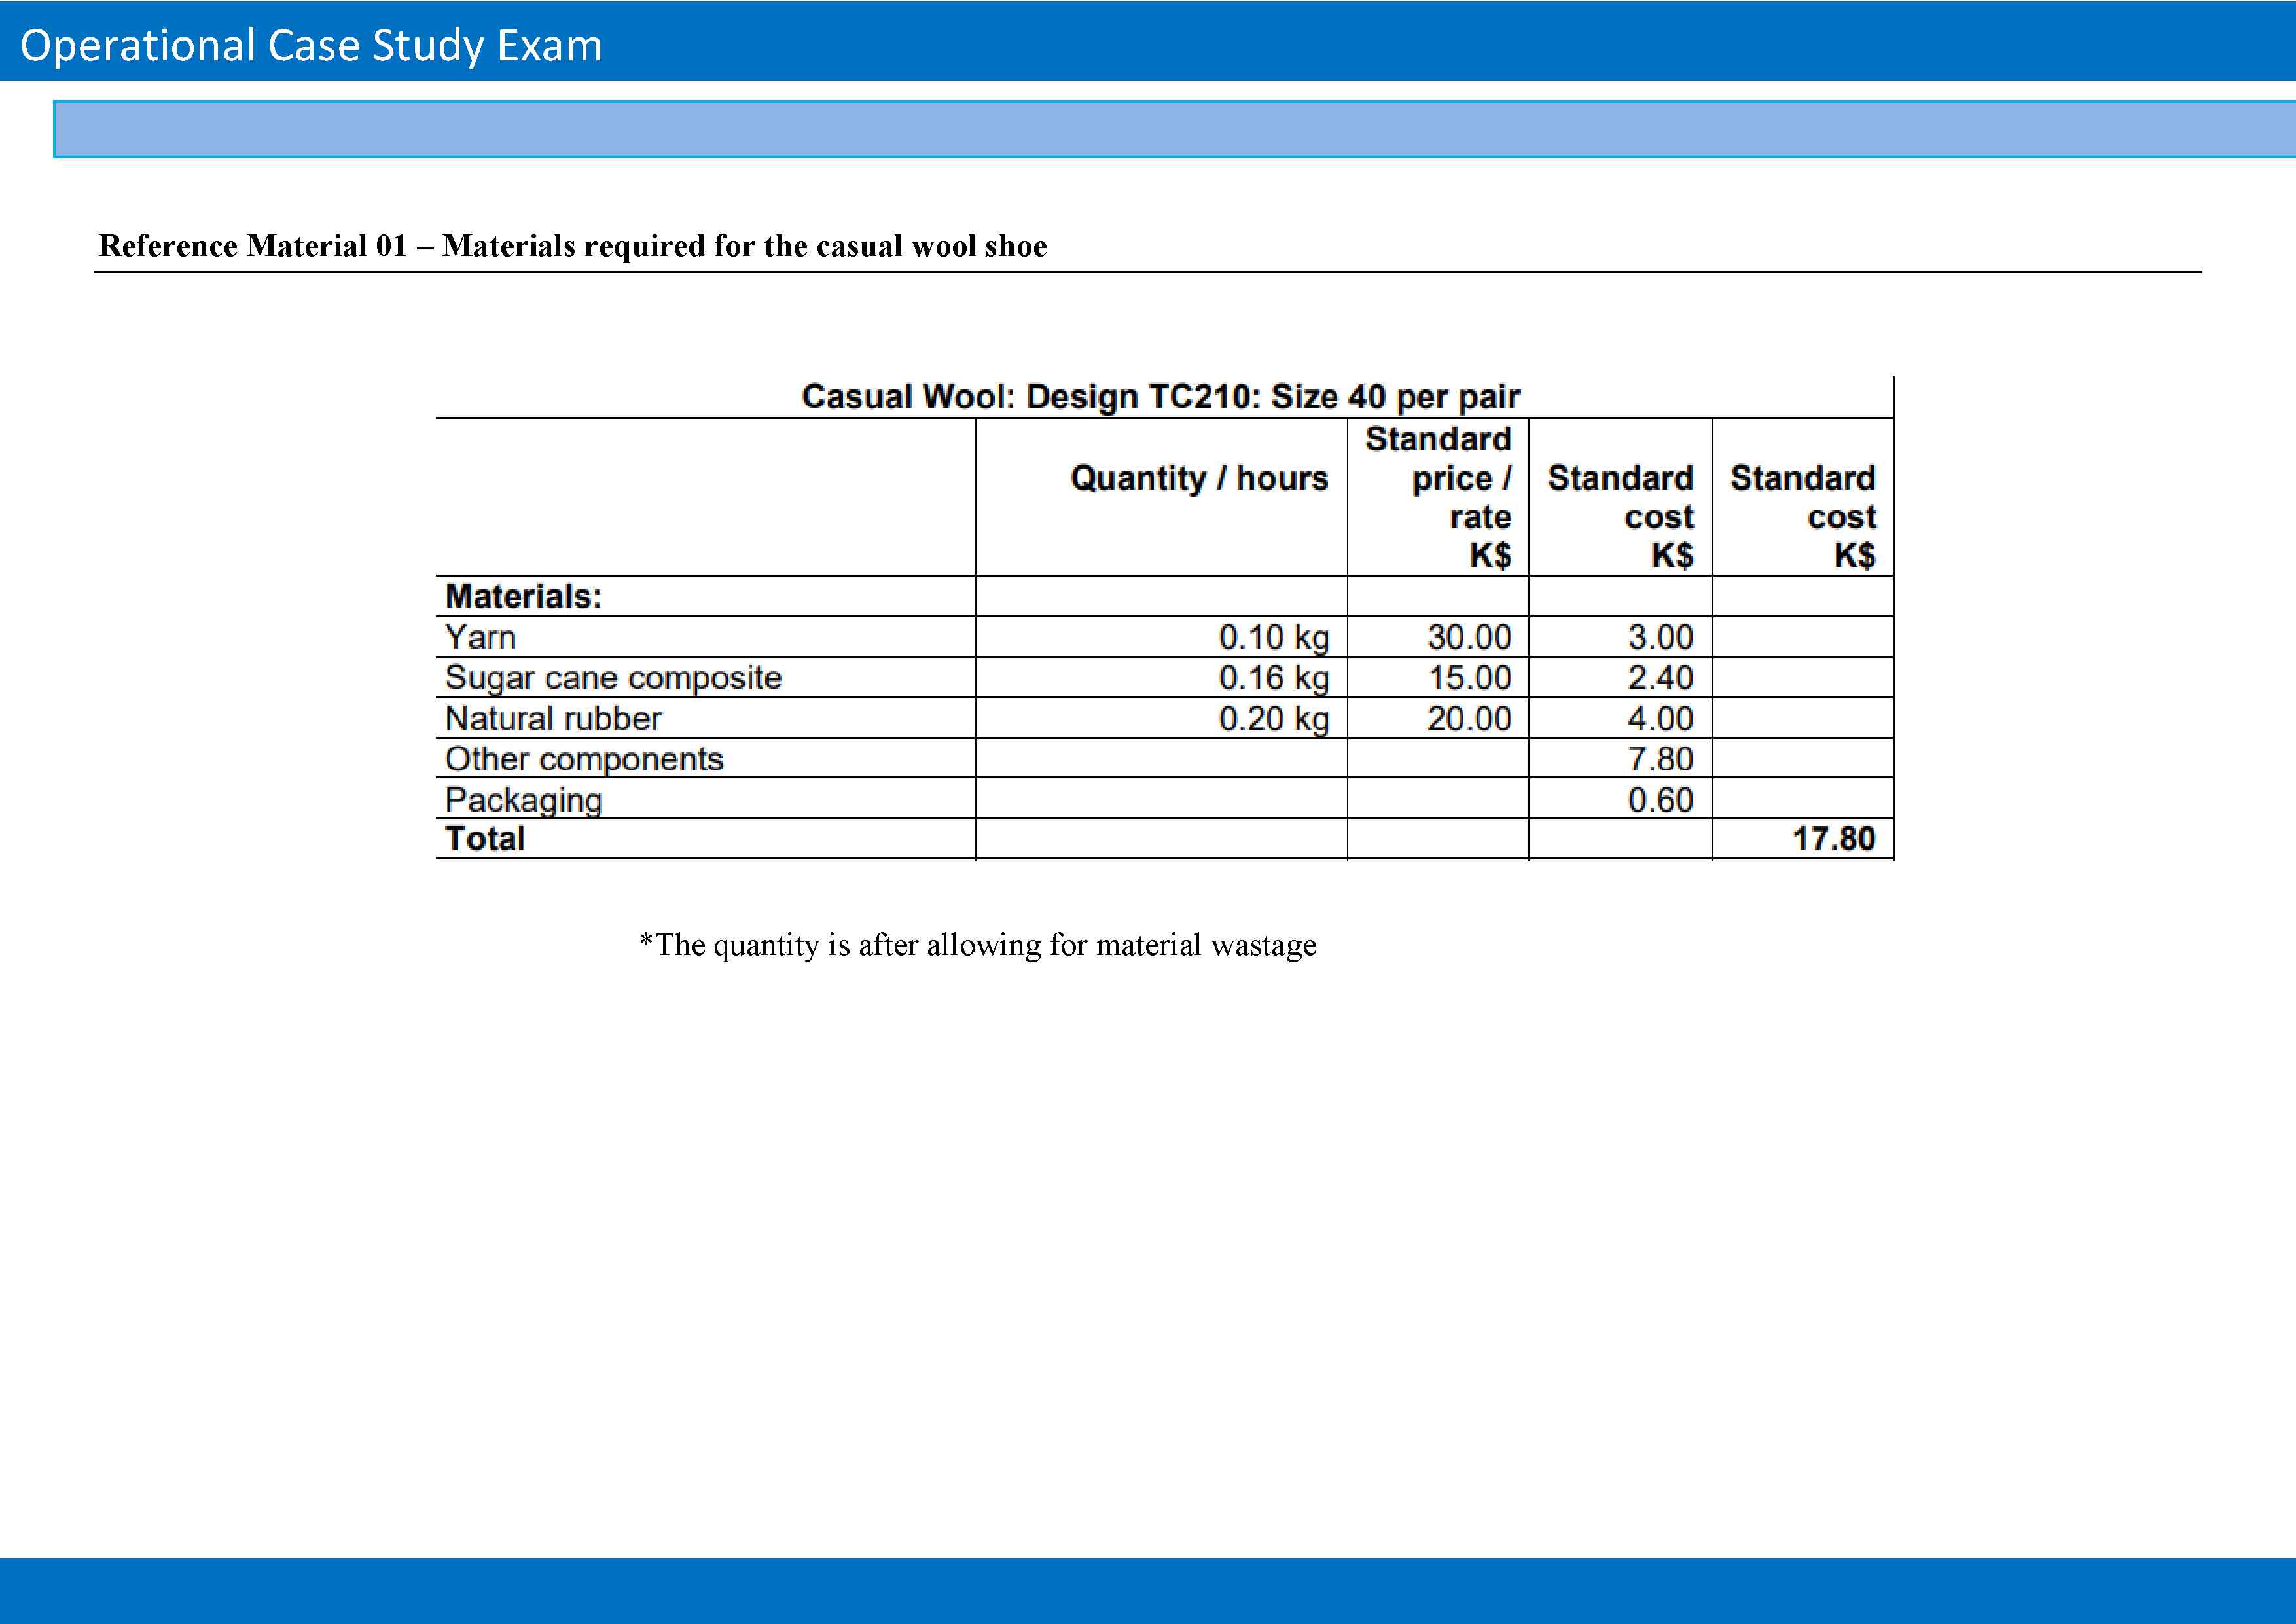 Operational Case Study Exam
Reference Material 01 – Materials required for the casual wool shoe
Casual Wool: Design TC210: Size 40 per pair
Quantity / hours Standard price / rate K$ Standard cost K$ Standard cost K$
Materials:
Yarn 0.10 kg 30.00 3.00
Sugar cane composite 0.16 kg 15.00 2.40
Natural rubber 0.20 kg 20.00 4.00
Other components 7.80
Packaging 0.60
Total 17.80
*The quantity is after allowing for material wastage